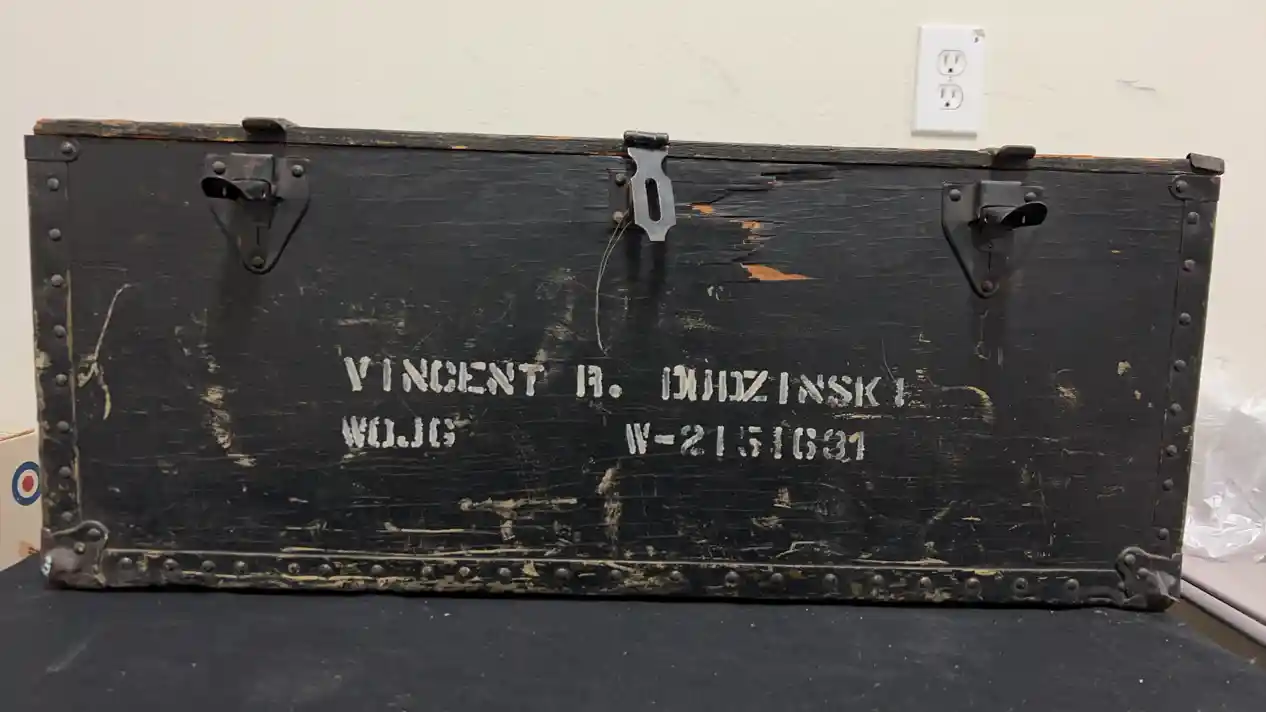 VINCENT R. DUDZINSKI
WOJG W-2151631